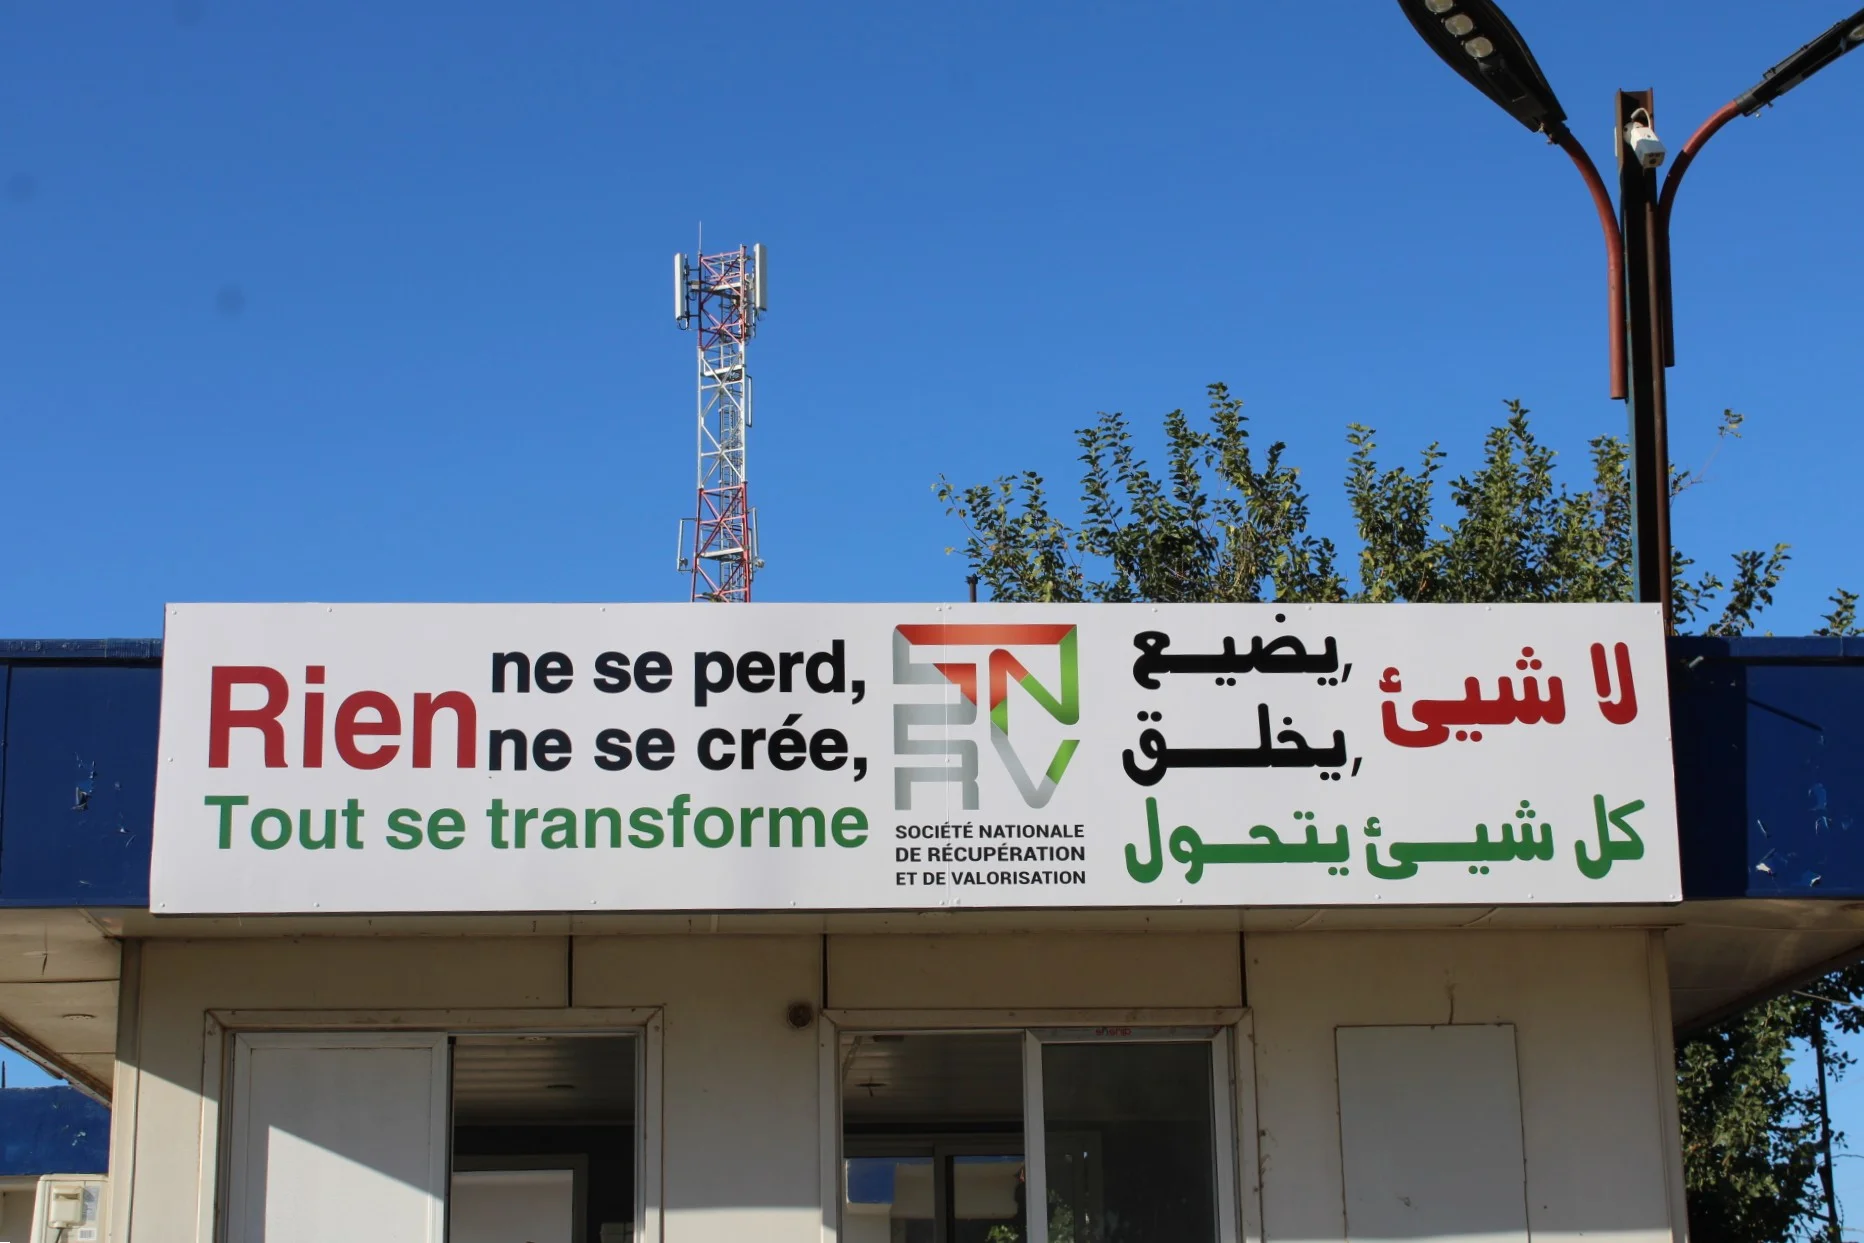 Rien ne se perd,
ne se crée,
Tout se transforme
SNRV
SOCIÉTÉ NATIONALE
DE RÉCUPÉRATION
ET DE VALORISATION
لا شيئ يضيع,
يخلق,
كل شيئ يتحول